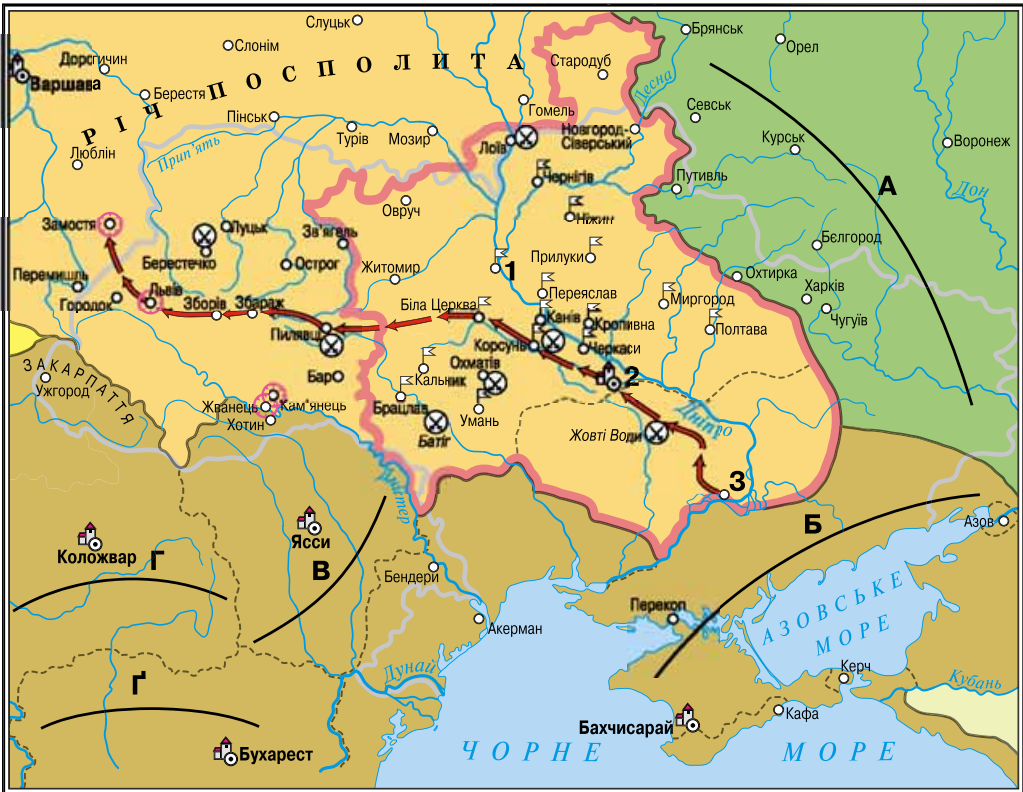 Слуцьк
Брянськ
Слонім
Орел
Дорогичин
РІЧ ПОСПОЛИТА
Стародуб
Варшава
Берестя
Десна
Гомель
Севськ
Пінськ
Турів
Мозир
Лоїв
Новгород-
Сіверський
Курськ
Воронеж
Люблін
Прип'ять
Чернігів
Путивль
А
Дон
Овруч
Ніжин
Замостя
Луцьк
Зв'ягель
Бєлгород
Берестечко
Острог
Житомир
1
Прилуки
Охтирка
Перемишль
Львів
Переяслав
Миргород
Харків
Городок
Зборів
Збараж
Біла Церква
Канів
Кропивна
Полтава
Чугуїв
Пилявці
Корсунь
Черкаси
ЗАКАРПАТТЯ
Ужгород
Бар
Охматів
Кальник
2
Жванець
Кам'янець
Хотин
Брацлав
Умань
Батіг
Дніпро
Жовті Води
3
Дністер
Б
Азов
Коложвар
Г
Ясси
В
Бендери
Перекоп
АЗОВСЬКЕ
МОРЕ
Акерман
Дунай
Керч
Кубань
Ґ
Бахчисарай
Кафа
Бухарест
ЧОРНЕ МОРЕ